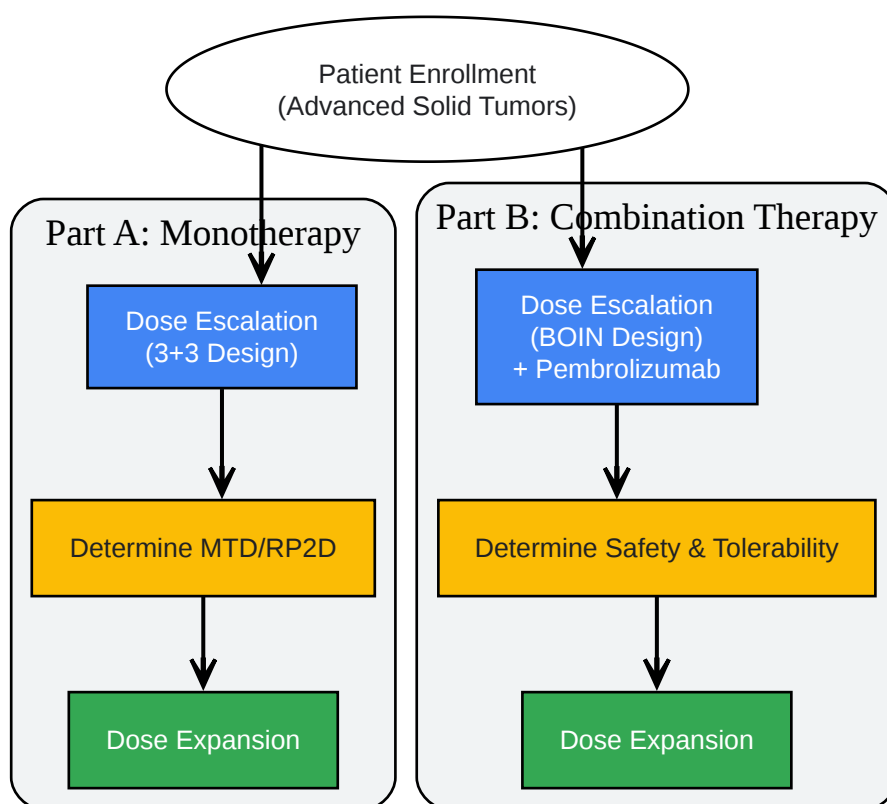 Patient Enrollment
(Advanced Solid Tumors)
Part A: Monotherapy
Dose Escalation
(3+3 Design)
Determine MTD/RP2D
Dose Expansion
Part B: Combination Therapy
Dose Escalation
(BOIN Design)
+ Pembrolizumab
Determine Safety & Tolerability
Dose Expansion